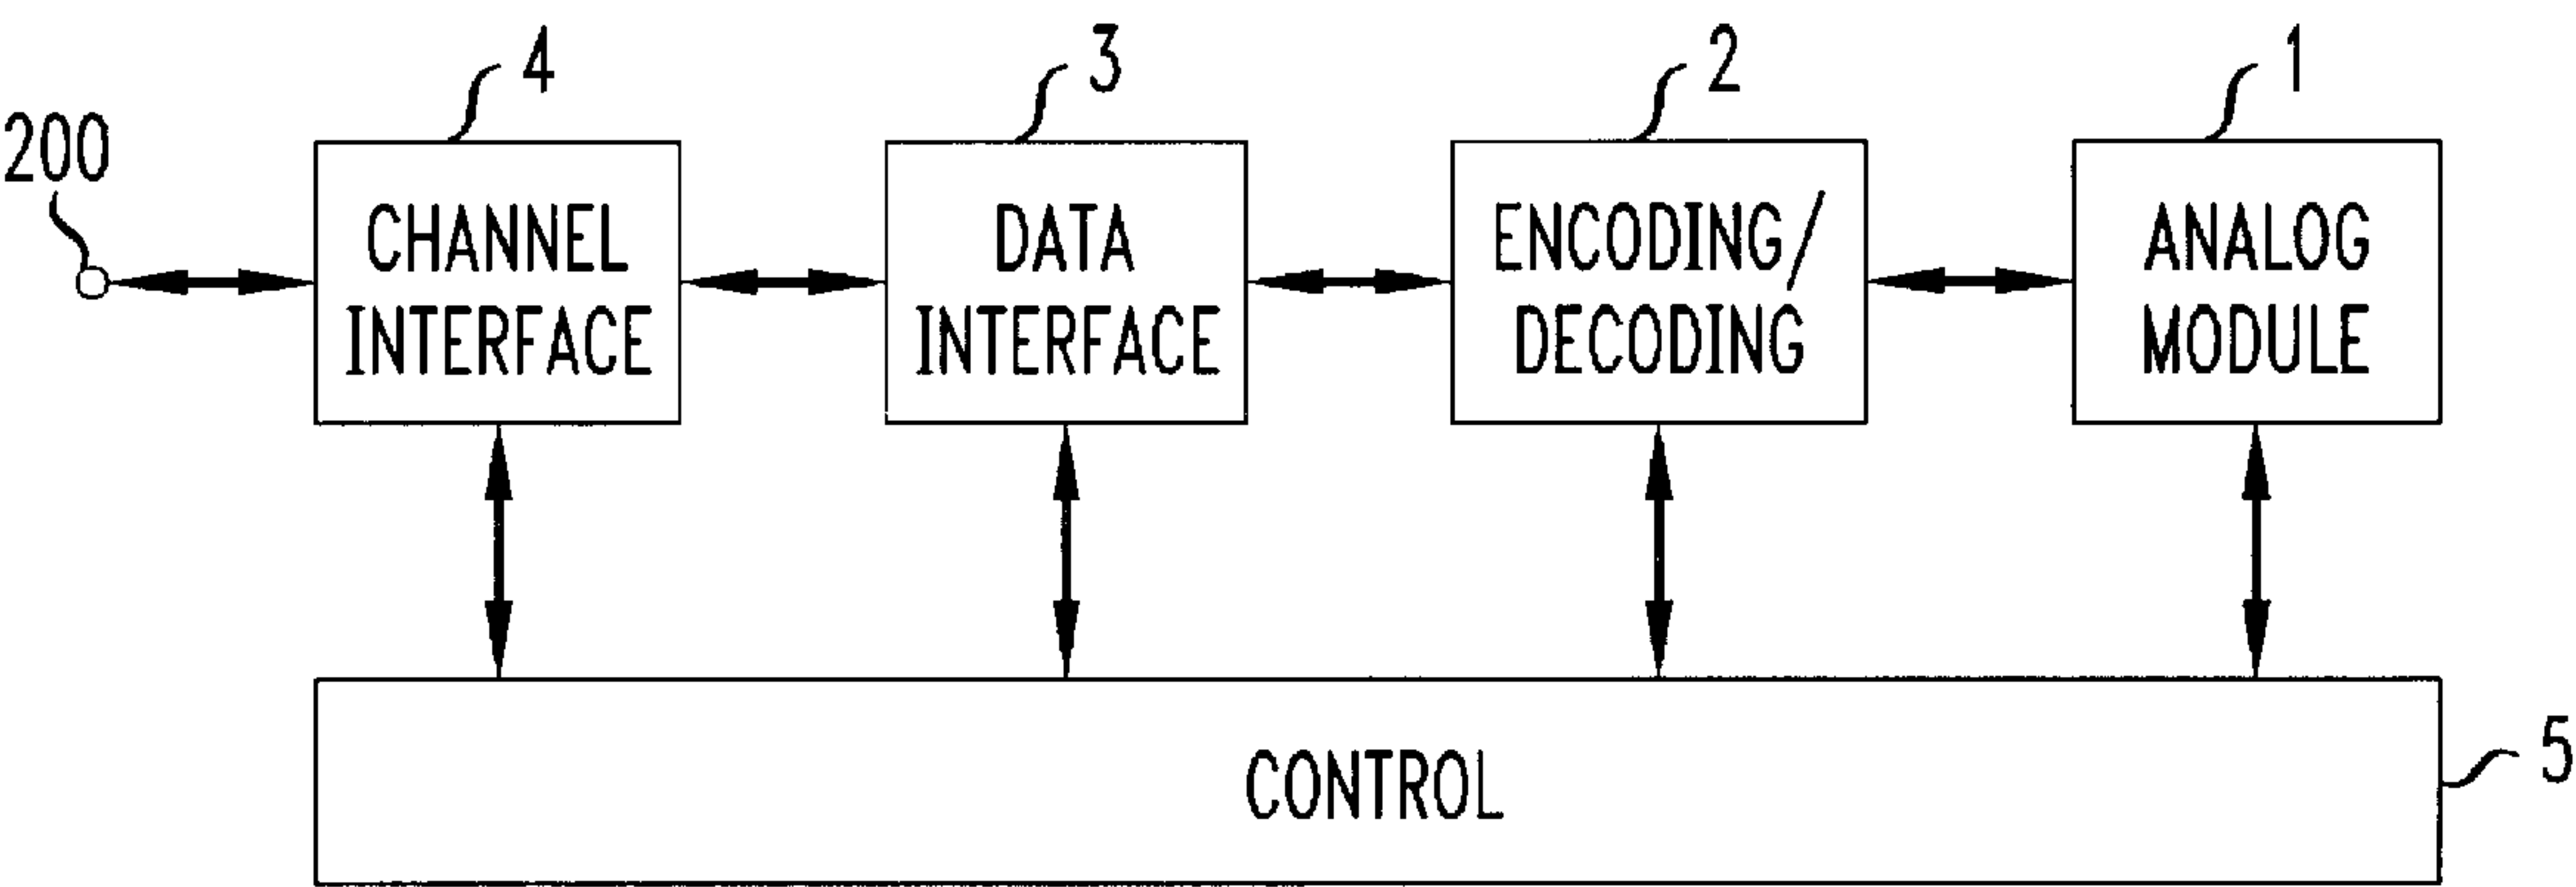 4
3
2
1
200
CHANNEL
INTERFACE
DATA
INTERFACE
ENCODING/
DECODING
ANALOG
MODULE
CONTROL
5